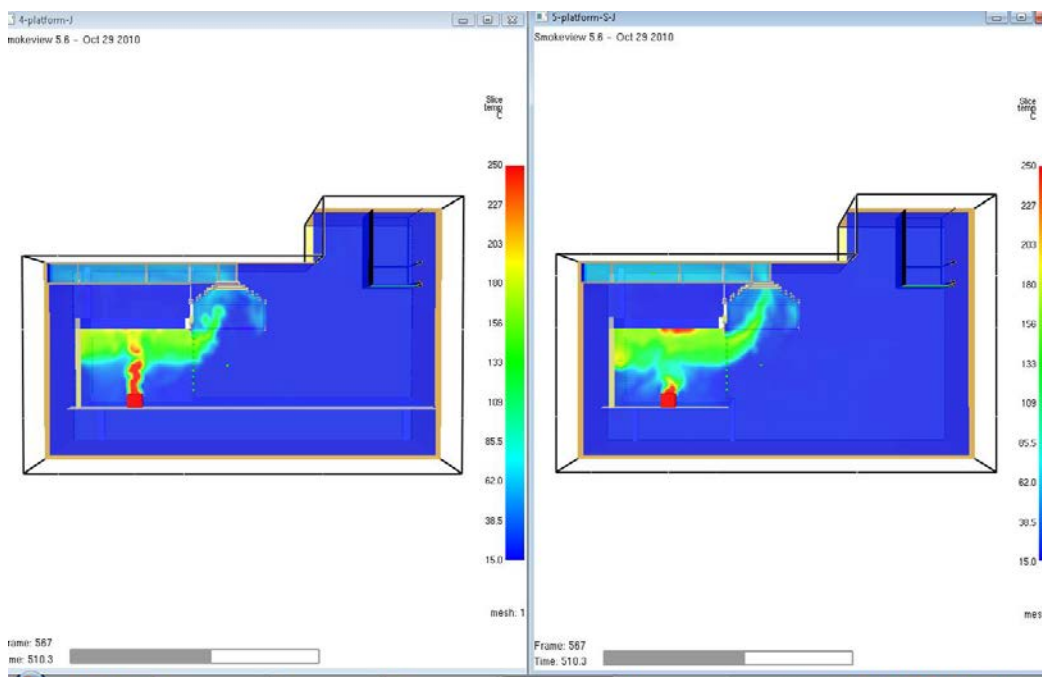 4-platform-J
mokeview 5.6 - Oct 29 2010
Slice
temp
C
250
227
203
180
156
133
109
85.5
62.0
38.5
15.0
mesh: 1
rame: 567
me: 510.3
5-platform-S-J
Smokeview 5.6 - Oct 29 2010
Slice
temp
C
250
227
203
180
156
133
109
85.5
62.0
38.5
15.0
mes
Frame: 567
Time: 510.3